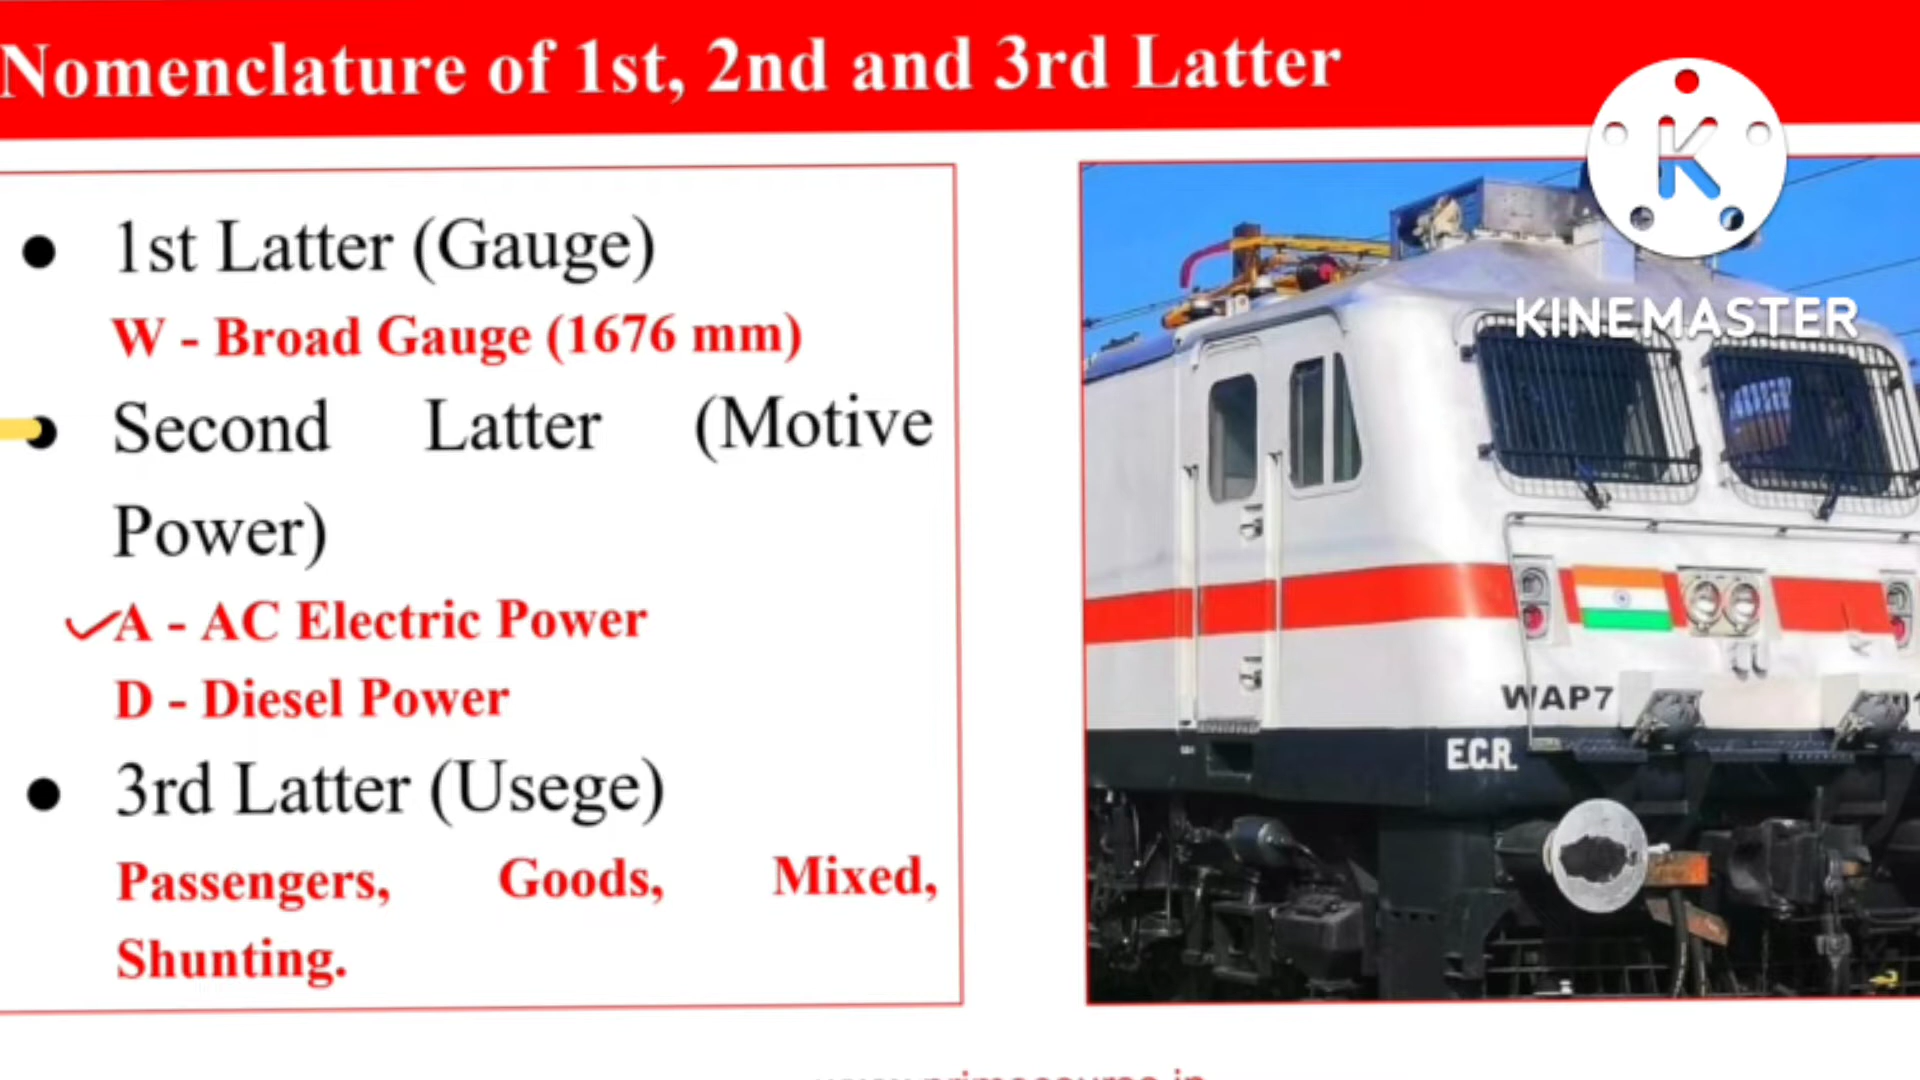 Nomenclature of 1st, 2nd and 3rd Latter
K
KINEMASTER
1st Latter (Gauge)
W - Broad Gauge (1676 mm)
Second Latter (Motive
Power)
A - AC Electric Power
D - Diesel Power
3rd Latter (Usege)
Passengers, Goods, Mixed,
Shunting.
WAP7
E.C.R.